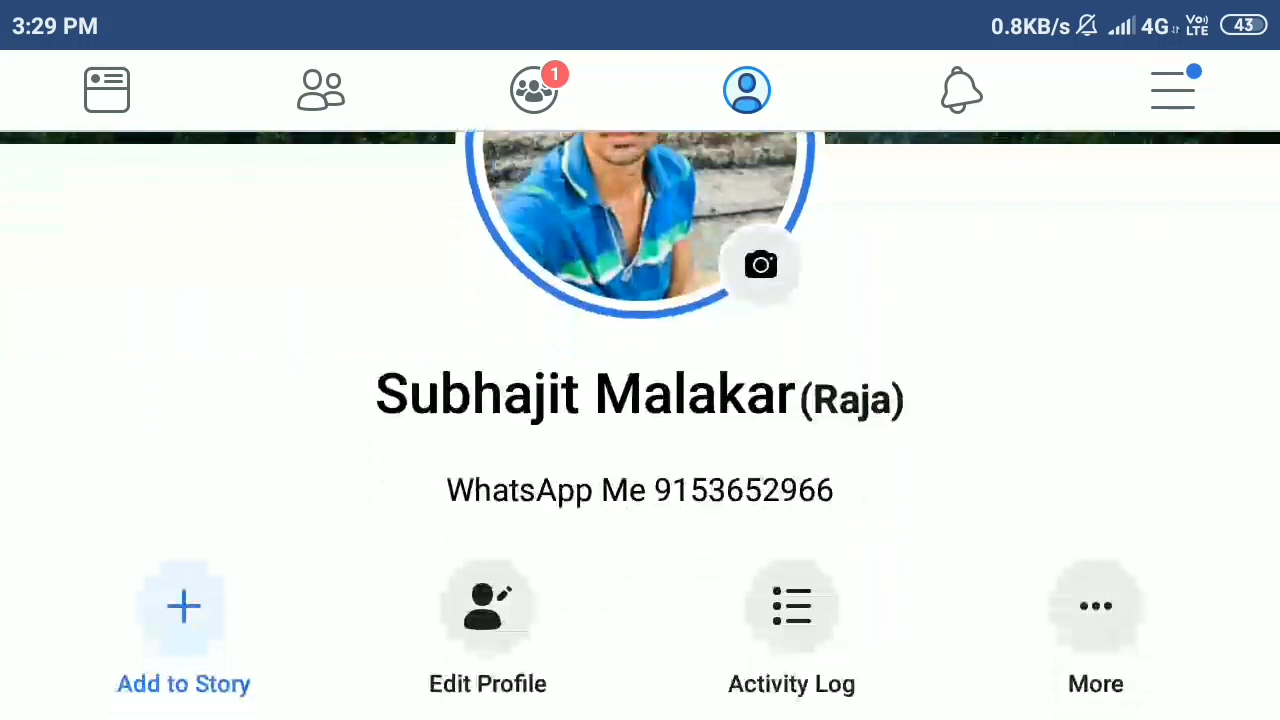 3:29 PM 0.8KB/s 4G Vo) LTE 43
1
Subhajit Malakar(Raja)
WhatsApp Me 9153652966
Add to Story Edit Profile Activity Log More